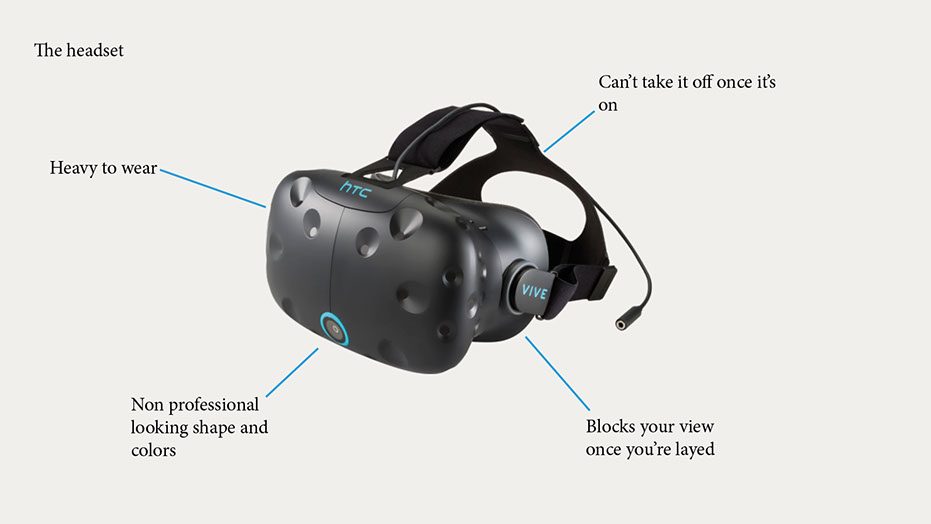 The headset
Can't take it off once it's
on
Heavy to wear
hTC
VIVE
Non professional
looking shape and
colors
Blocks your view
once you're layed